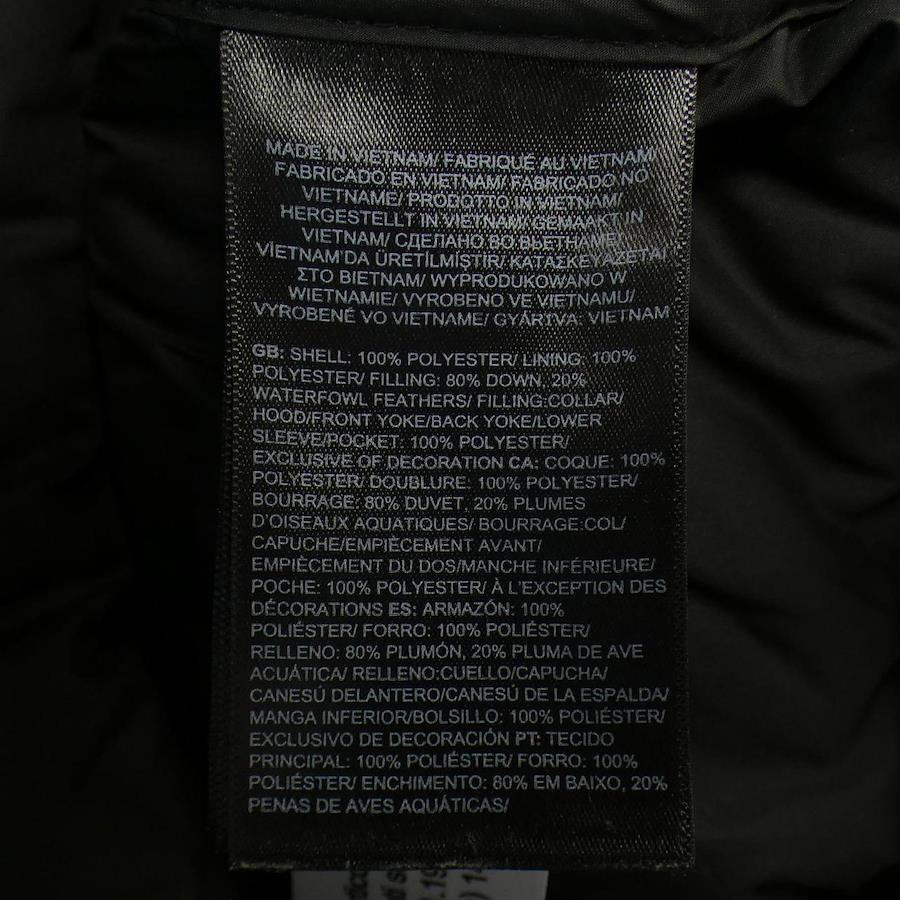 MADE IN VIETNAM/ FABRIQUÉ AU VIETNAM/
FABRICADO EN VIETNAM/ FABRICADO NO
VIETNAME/ PRODOTTO IN VIETNAM/
HERGESTELLT IN VIETNAM/ GEMAAKT IN
VIETNAM/ СДЕЛАНО ВО ВЬЕТНАМЕ/
VİETNAM'DA ÜRETİLMİŞTİR/ ΚΑΤΑΣΚΕΥΑΖΕΤΑΙ
ΣΤΟ ΒΙΕΤΝΑΜ/ WYPRODUKOWANO W
WIETNAMIE/ VYROBENO VE VIETNAMU/
VYROBENÉ VO VIETNAME/ GYÁRTVA: VIETNAM
GB: SHELL: 100% POLYESTER/ LINING: 100%
POLYESTER/ FILLING: 80% DOWN, 20%
WATERFOWL FEATHERS/ FILLING:COLLAR/
HOOD/FRONT YOKE/BACK YOKE/LOWER
SLEEVE/POCKET: 100% POLYESTER/
EXCLUSIVE OF DECORATION CA: COQUE: 100%
POLYESTER/ DOUBLURE: 100% POLYESTER/
BOURRAGE: 80% DUVET, 20% PLUMES
D'OISEAUX AQUATIQUES/ BOURRAGE:COL/
CAPUCHE/EMPIÈCEMENT AVANT/
EMPIÈCEMENT DU DOS/MANCHE INFÉRIEURE/
POCHE: 100% POLYESTER/ À L'EXCEPTION DES
DÉCORATIONS ES: ARMAZÓN: 100%
POLIÉSTER/ FORRO: 100% POLIÉSTER/
RELLENO: 80% PLUMÓN, 20% PLUMA DE AVE
ACUÁTICA/ RELLENO:CUELLO/CAPUCHA/
CANESÚ DELANTERO/CANESÚ DE LA ESPALDA/
MANGA INFERIOR/BOLSILLO: 100% POLIÉSTER/
EXCLUSIVO DE DECORACIÓN PT: TECIDO
PRINCIPAL: 100% POLIÉSTER/ FORRO: 100%
POLIÉSTER/ ENCHIMENTO: 80% EM BAIXO, 20%
PENAS DE AVES AQUÁTICAS/